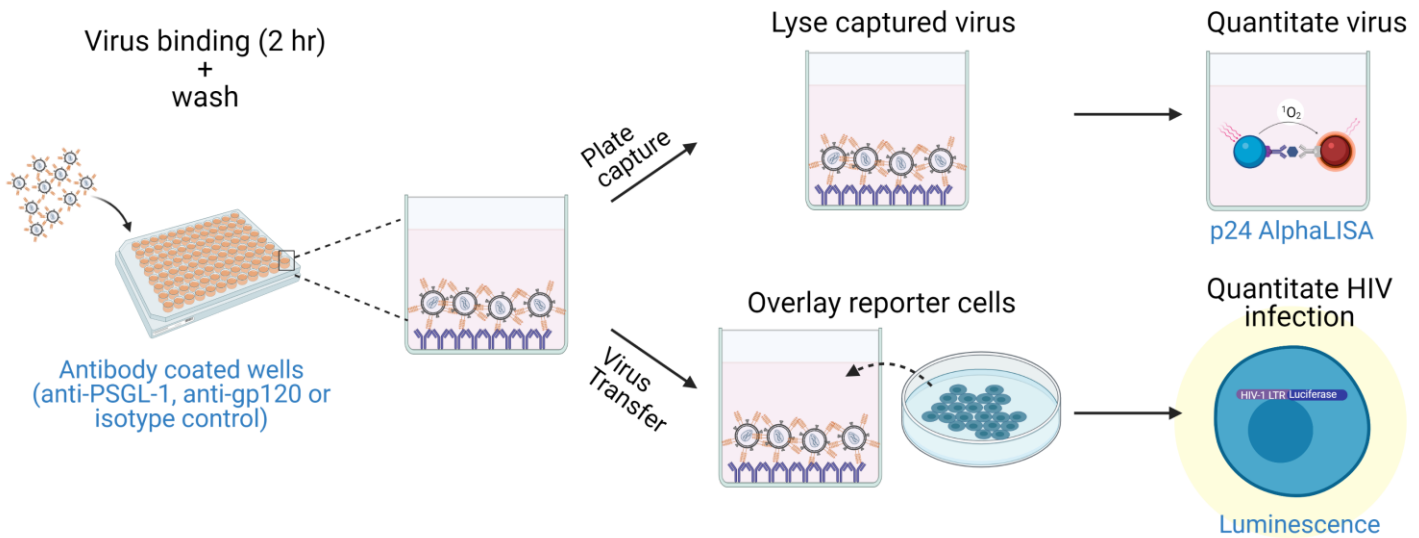 Virus binding (2 hr)
+
wash
Antibody coated wells
(anti-PSGL-1, anti-gp120 or
isotype control)
Plate
capture
Virus
Transfer
Lyse captured virus
Quantitate virus
¹O₂
p24 AlphaLISA
Overlay reporter cells
Quantitate HIV
infection
HIV-1 LTR Luciferase
Luminescence